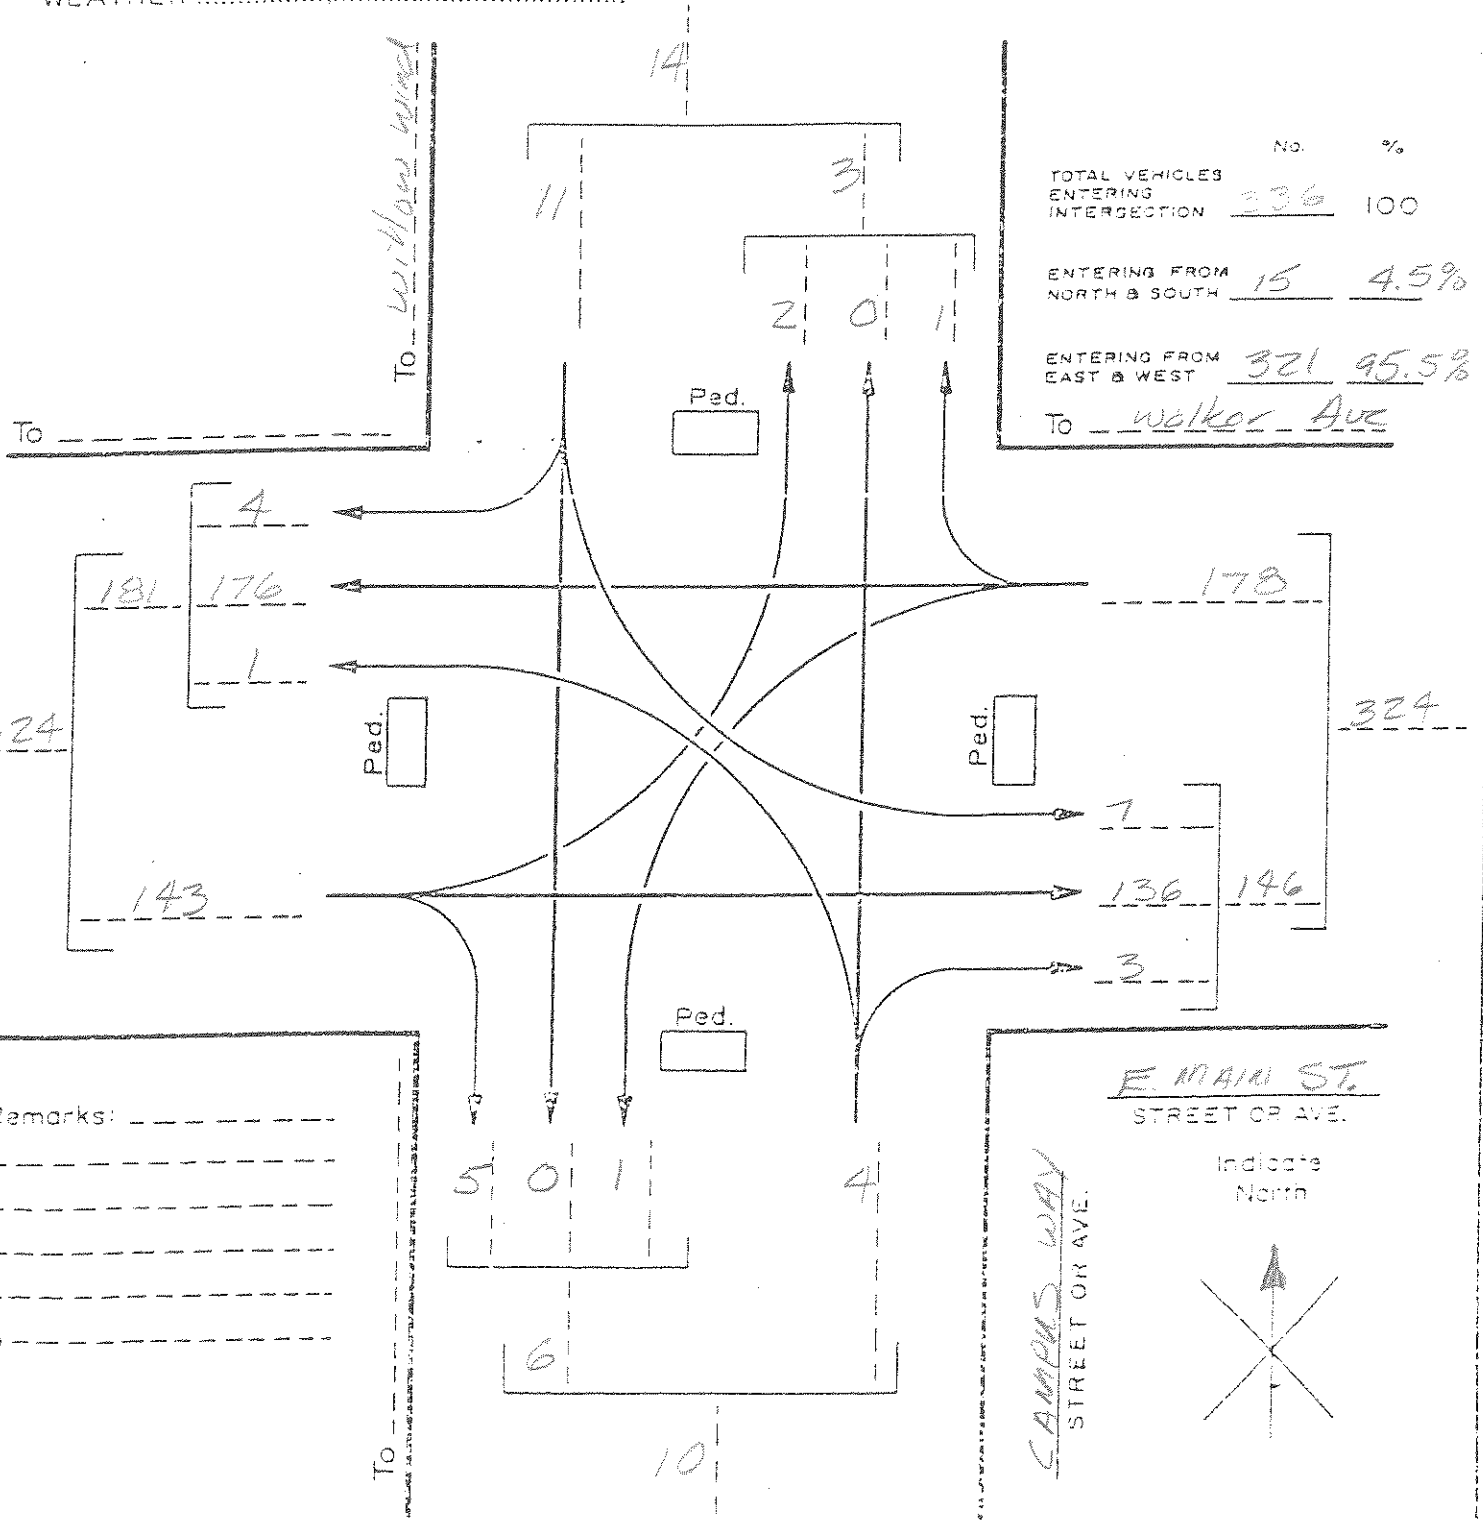 WEATHER
14
11
3
2 0 1
To willow wind
No. %
TOTAL VEHICLES
ENTERING
INTERSECTION 336 100
ENTERING FROM
NORTH & SOUTH 15 4.5%
ENTERING FROM
EAST & WEST 321 95.5%
To Walker Ave
To
Ped.
4
181 176
1
178
24
Ped.
Ped.
324
7
143
136 146
3
Ped.
E. MAIN ST.
STREET OR AVE.
Remarks:
Indicate
North
5 0 1 4
CAMPUS WAY
STREET OR AVE.
6
To
10